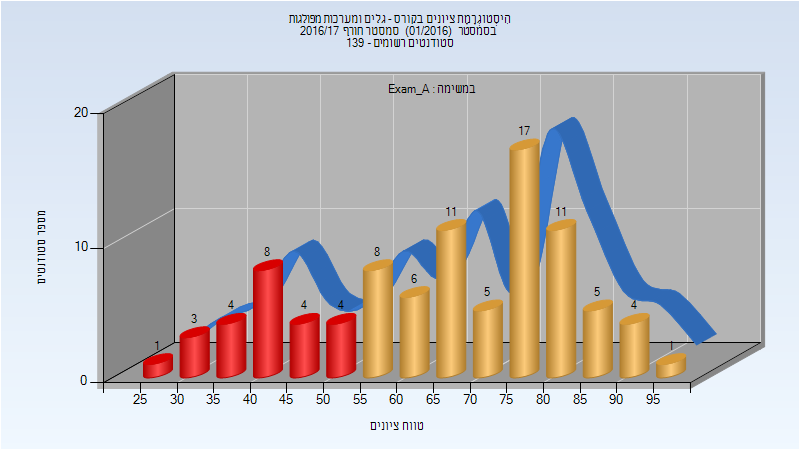 היסטוגרמת ציונים בקורס - גלים ומערכות מפולגות
בסמסטר (01/2016) סמסטר חורף 2016/17
סטודנטים רשומים - 139
במשימה : Exam_A
מספר סטודנטים
20
10
0
1
3
4
8
4
4
8
6
11
5
17
11
5
4
1
25 30 35 40 45 50 55 60 65 70 75 80 85 90 95
טווח ציונים